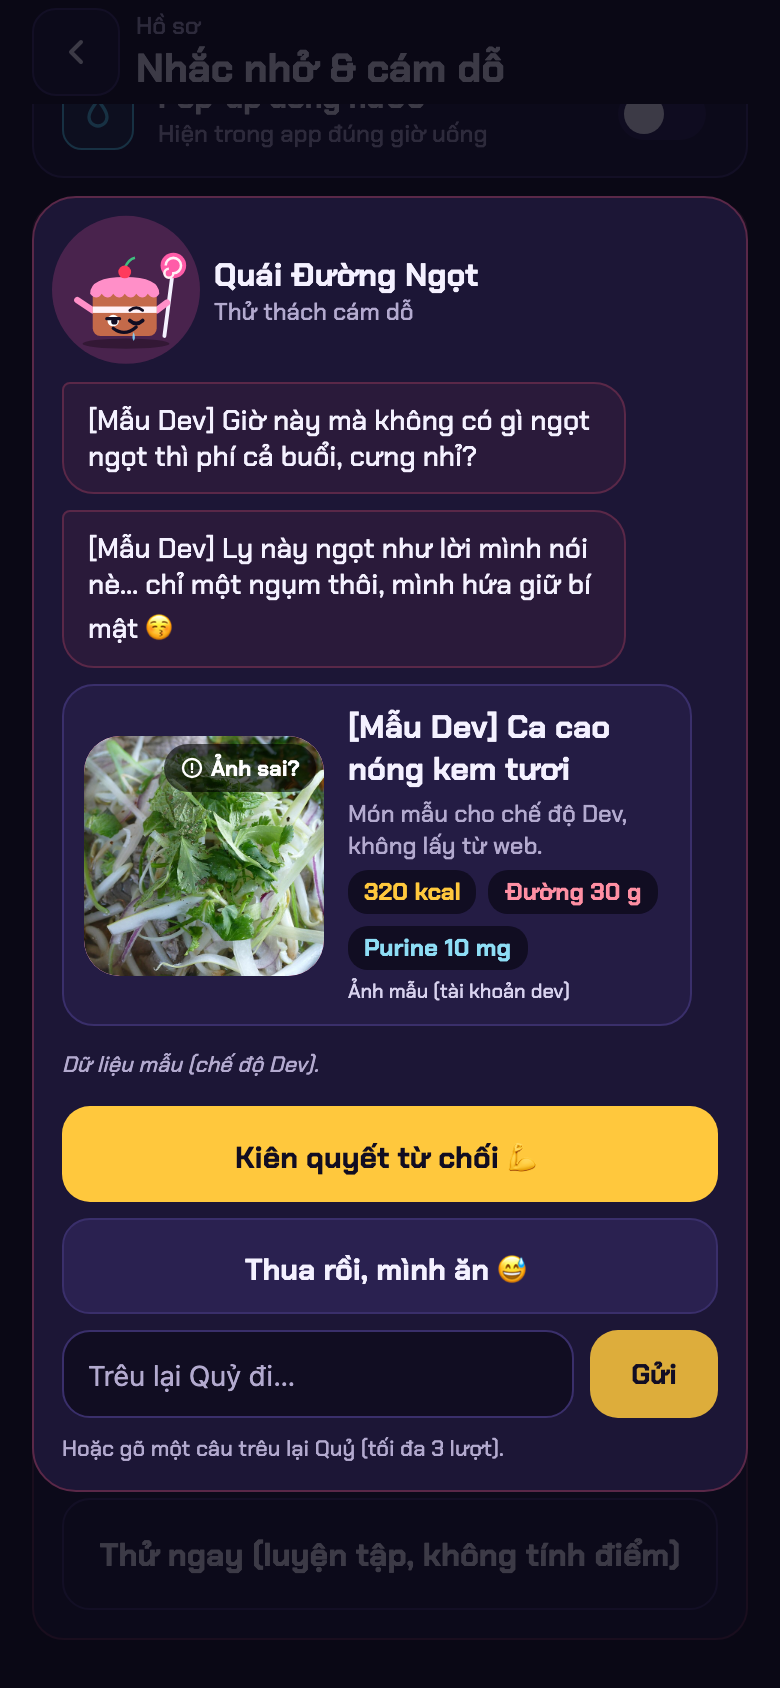 Hồ sơ
Nhắc nhở & cám dỗ
Hiện trong app đúng giờ uống
Quái Đường Ngọt
Thử thách cám dỗ
[Mẫu Dev] Giờ này mà không có gì ngọt
ngọt thì phí cả buổi, cưng nhỉ?
[Mẫu Dev] Ly này ngọt như lời mình nói
nè... chỉ một ngụm thôi, mình hứa giữ bí
mật 😚
Ảnh sai?
[Mẫu Dev] Ca cao
nóng kem tươi
Món mẫu cho chế độ Dev,
không lấy từ web.
320 kcal
Đường 30 g
Purine 10 mg
Ảnh mẫu (tài khoản dev)
Dữ liệu mẫu (chế độ Dev).
Kiên quyết từ chối 💪
Thua rồi, mình ăn 😅
Trêu lại Quỷ đi...
Gửi
Hoặc gõ một câu trêu lại Quỷ (tối đa 3 lượt).
Thử ngay (luyện tập, không tính điểm)